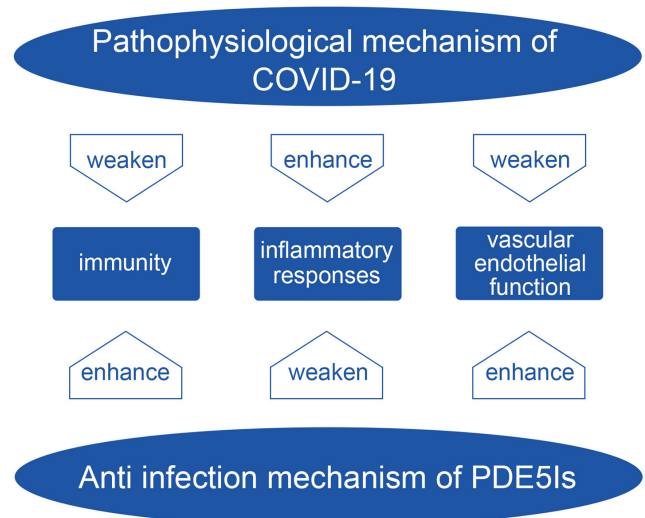 Pathophysiological mechanism of
COVID-19
weaken
enhance
weaken
immunity
inflammatory
responses
vascular
endothelial
function
enhance
weaken
enhance
Anti infection mechanism of PDE5Is